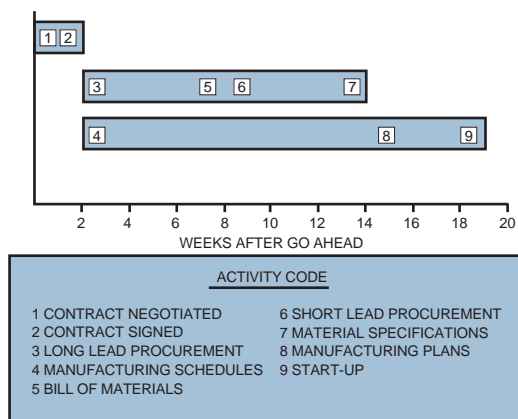 1 2
3 5 6 7
4 8 9
2 4 6 8 10 12 14 16 18 20
WEEKS AFTER GO AHEAD
ACTIVITY CODE
1 CONTRACT NEGOTIATED
2 CONTRACT SIGNED
3 LONG LEAD PROCUREMENT
4 MANUFACTURING SCHEDULES
5 BILL OF MATERIALS
6 SHORT LEAD PROCUREMENT
7 MATERIAL SPECIFICATIONS
8 MANUFACTURING PLANS
9 START-UP